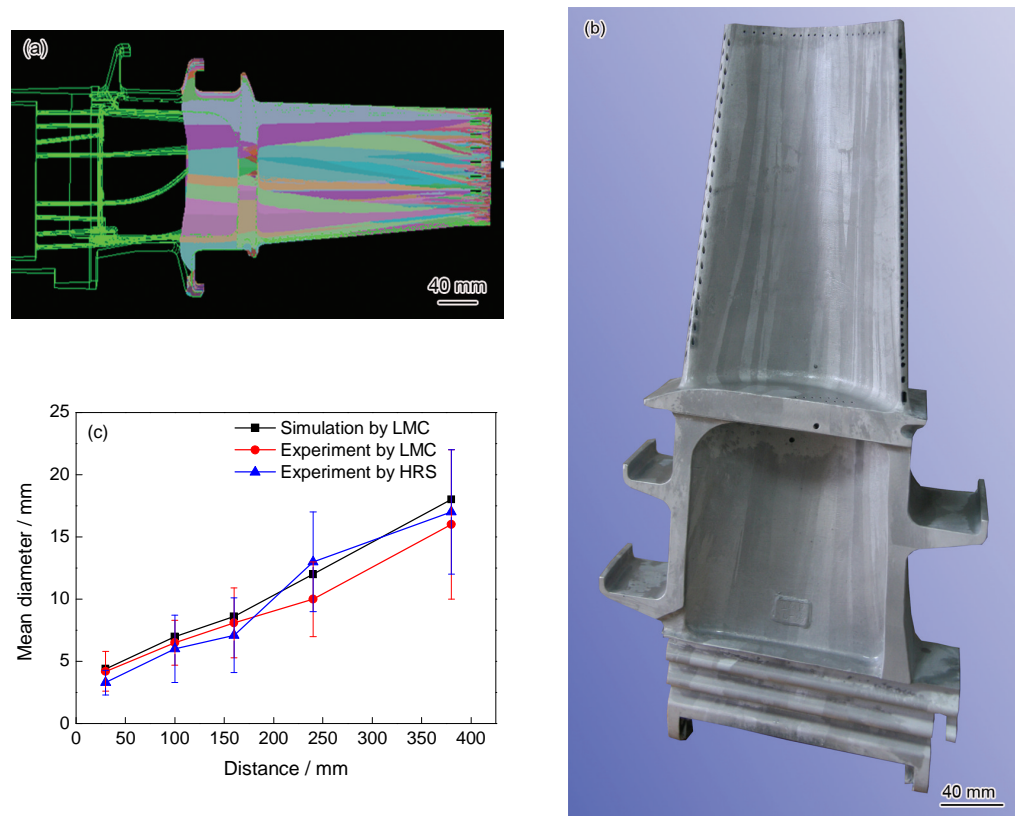 (a)
40 mm
(b)
40 mm
(c)
Simulation by LMC
Experiment by LMC
Experiment by HRS
25
20
15
10
5
0
Mean diameter / mm
0 50 100 150 200 250 300 350 400
Distance / mm